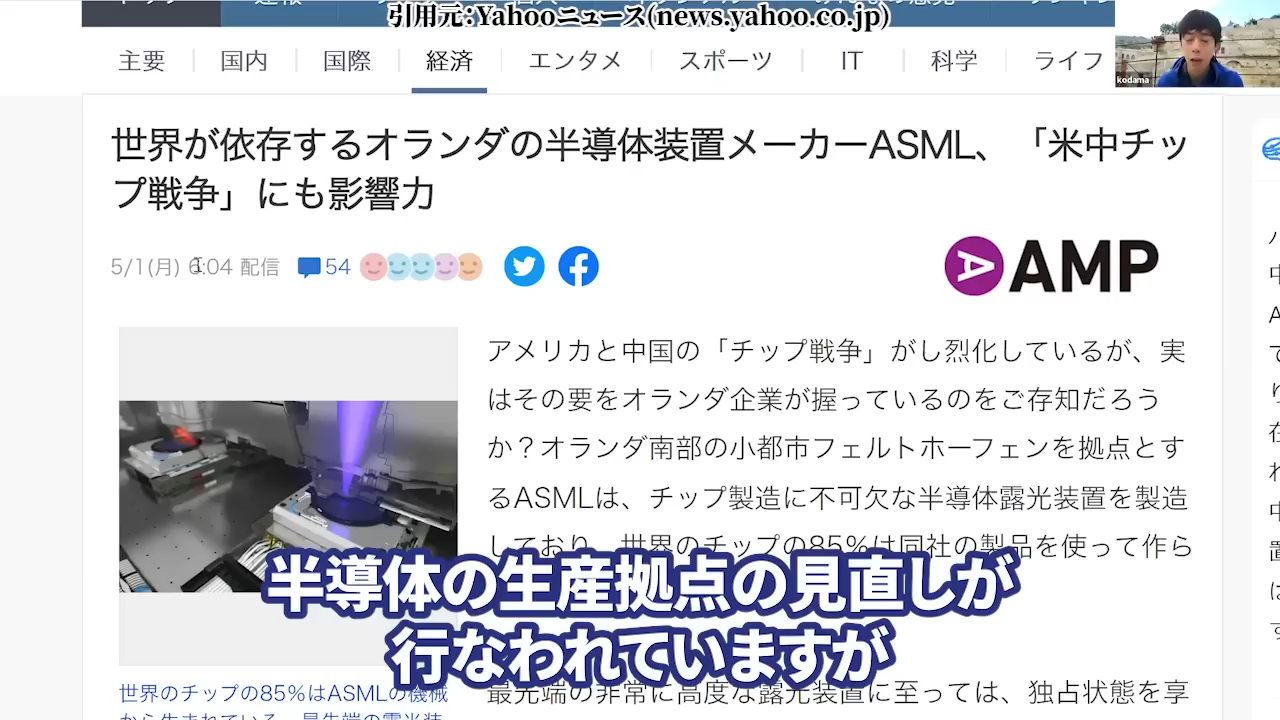 引用元:Yahooニュース(news.yahoo.co.jp)
主要 国内 国際 経済 エンタメ スポーツ IT 科学 ライフ
kodama
世界が依存するオランダの半導体装置メーカーASML、「米中チッ
プ戦争」にも影響力
5/1(月) 6:04 配信 54
AMP
アメリカと中国の「チップ戦争」がし烈化しているが、実
はその要をオランダ企業が握っているのをご存知だろう
か？オランダ南部の小都市フェルトホーフェンを拠点とす
るASMLは、チップ製造に不可欠な半導体露光装置を製造
しており、世界のチップの85%は同社の製品を使って作ら
半導体の生産拠点の見直しが
行なわれていますが
世界のチップの85%はASMLの機械
最先端の非常に高度な露光装置に至っては、独占状態を享